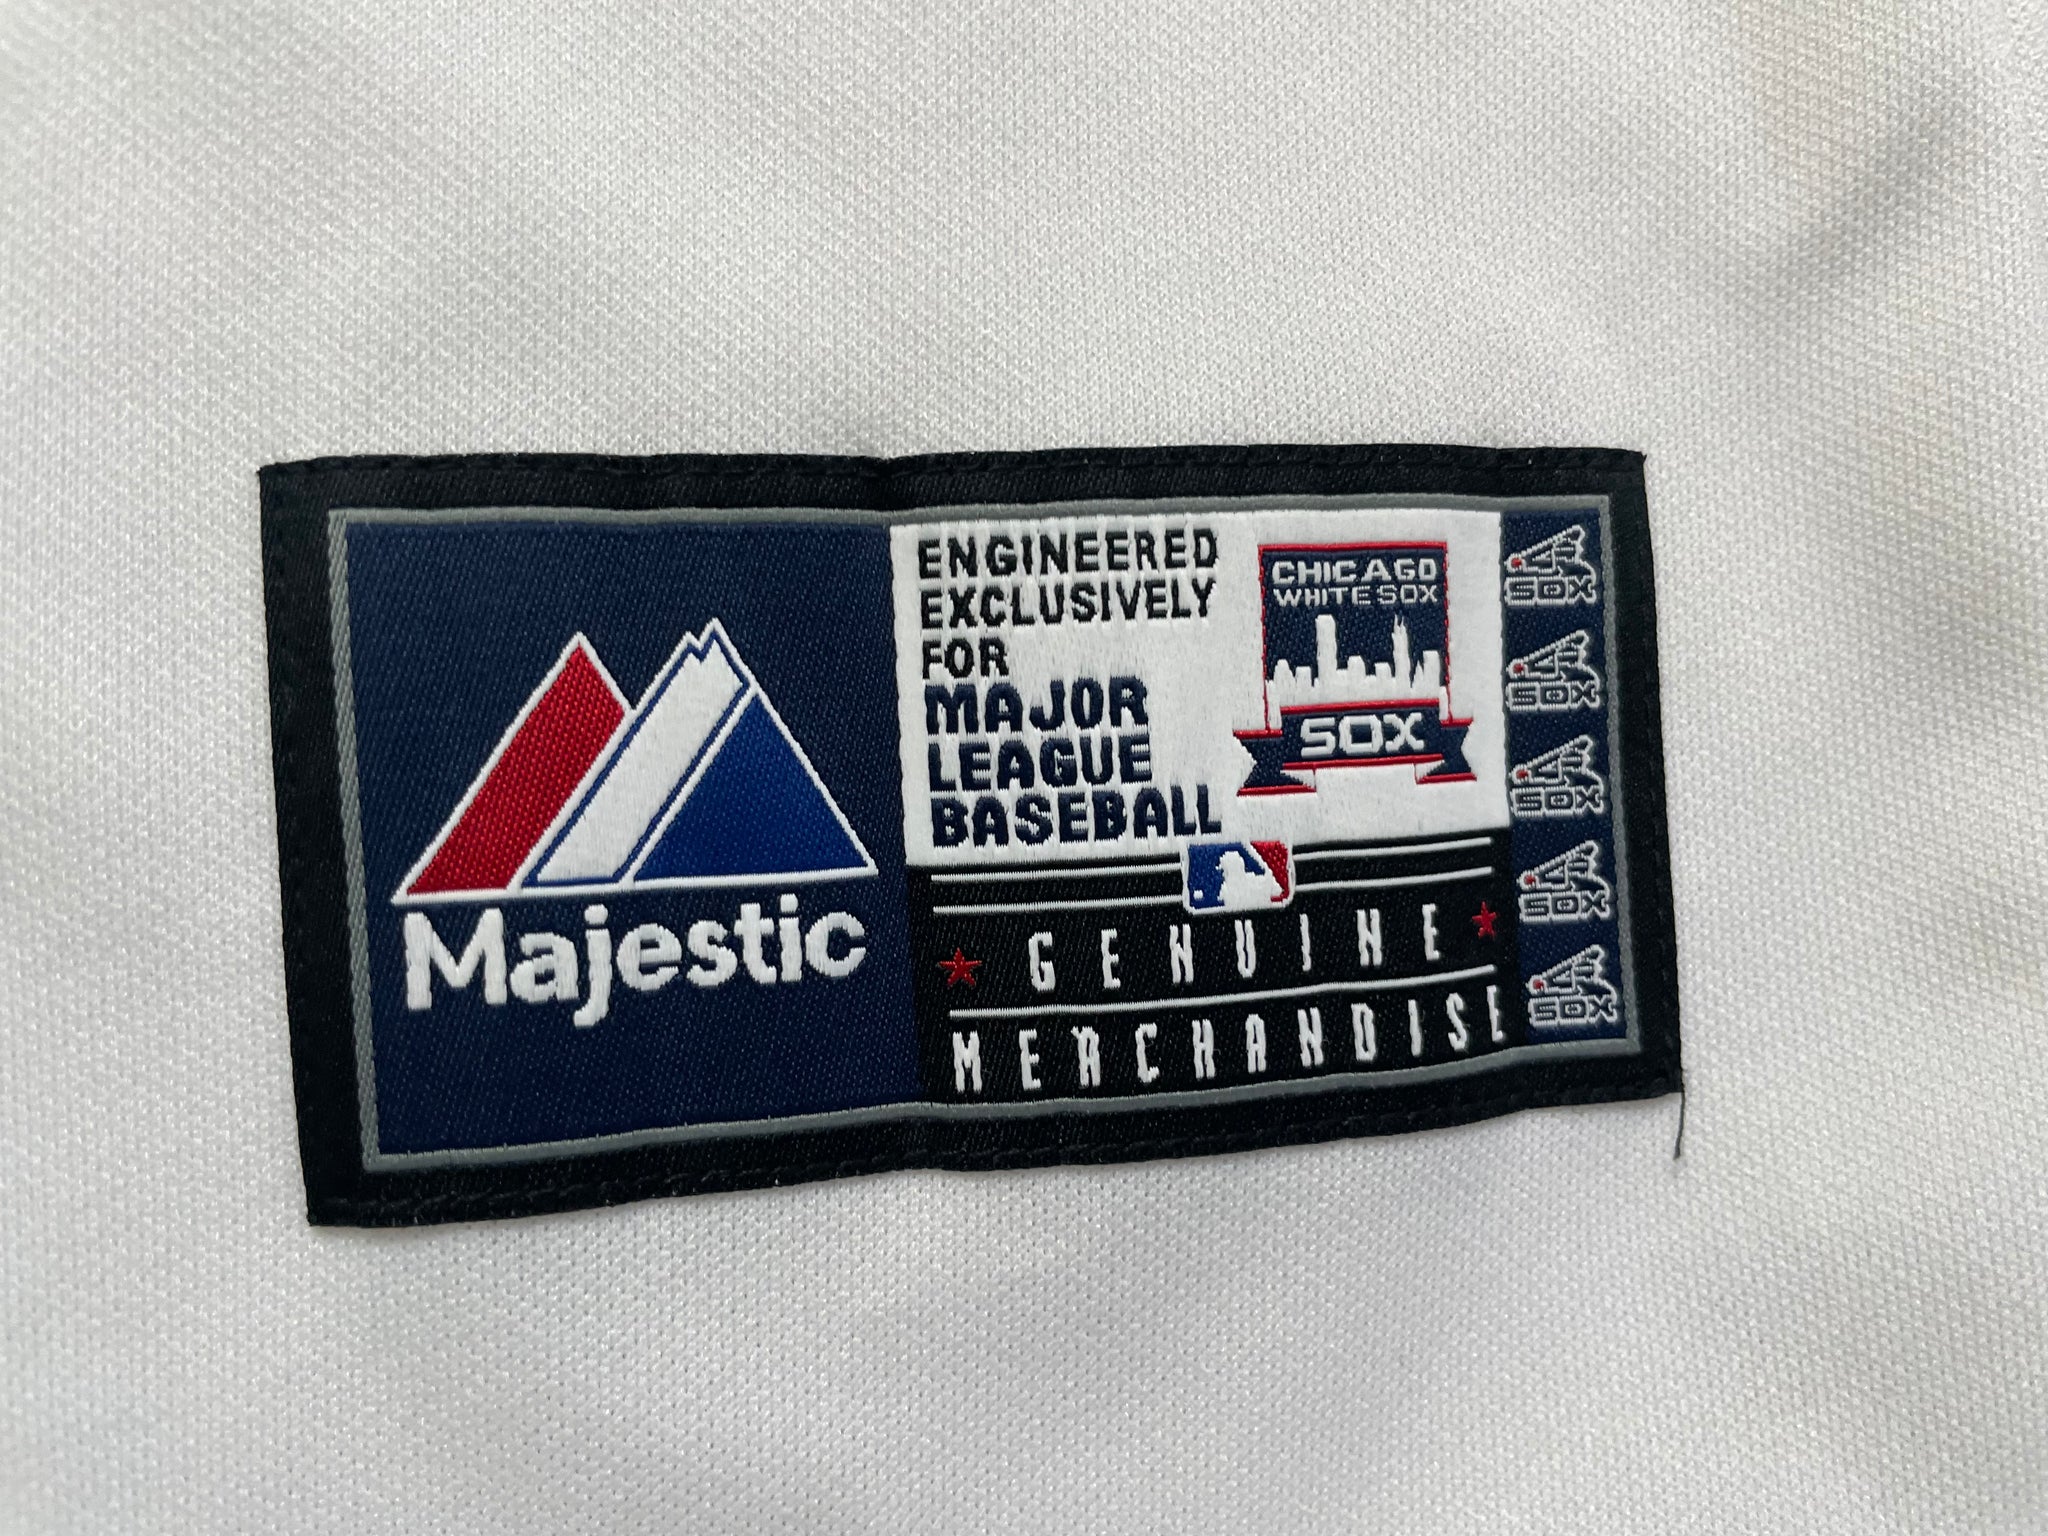 Majestic
ENGINEERED
EXCLUSIVELY
FOR
MAJOR
LEAGUE
BASEBALL
CHICAGO
WHITE SOX
SOX
GENUINE
MERCHANDISE
SOX
SOX
SOX
SOX
SOX